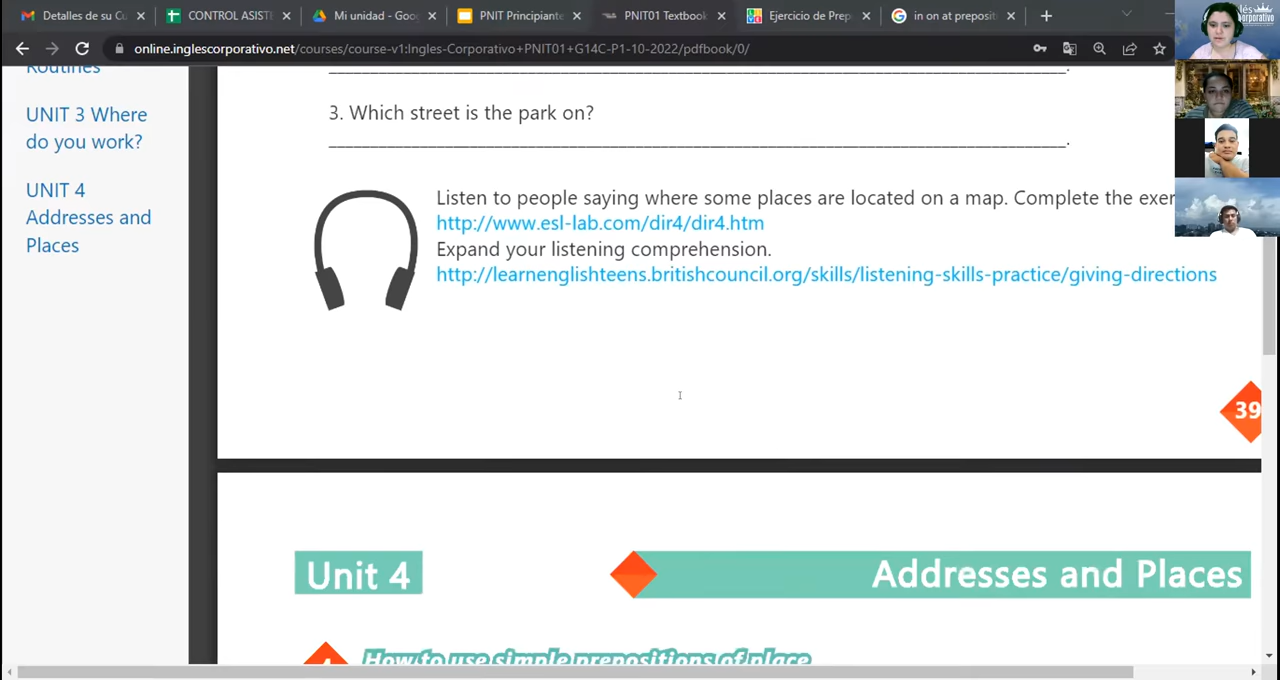 Detalles de su Cu
CONTROL ASIST
Mi unidad - Goo
PNIT Principiante
PNIT01 Textbook
Ejercicio de Prep
in on at preposit
online.inglescorporativo.net/courses/course-v1:Ingles-Corporativo+PNIT01+G14C-P1-10-2022/pdfbook/0/
Routines
UNIT 3 Where
do you work?
UNIT 4
Addresses and
Places
3. Which street is the park on?
Listen to people saying where some places are located on a map. Complete the exer
http://www.esl-lab.com/dir4/dir4.htm
Expand your listening comprehension.
http://learnenglishteens.britishcouncil.org/skills/listening-skills-practice/giving-directions
39
Unit 4
Addresses and Places
How to use simple prepositions of place